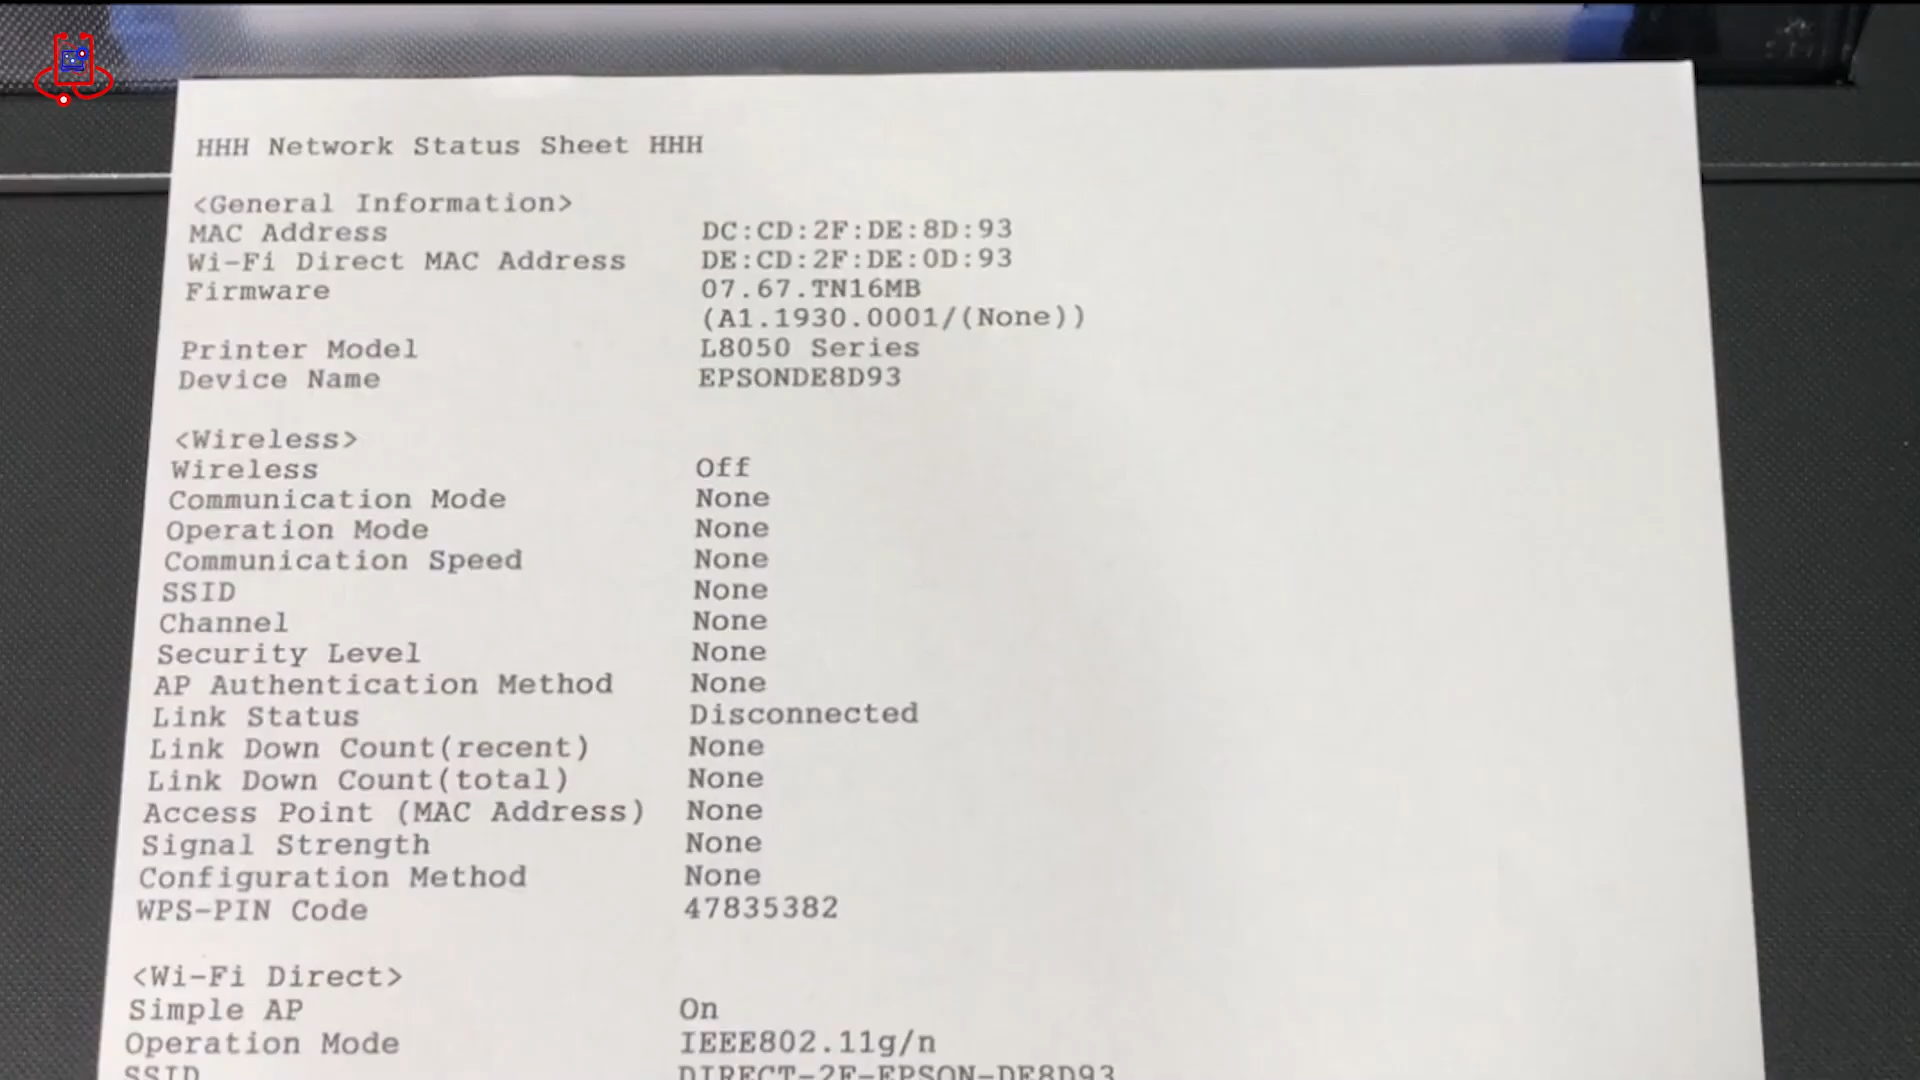 HHH Network Status Sheet HHH
<General Information>
MAC Address DC:CD:2F:DE:8D:93
Wi-Fi Direct MAC Address DE:CD:2F:DE:0D:93
Firmware 07.67.TN16MB
(A1.1930.0001/(None))
Printer Model L8050 Series
Device Name EPSONDE8D93
<Wireless>
Wireless Off
Communication Mode None
Operation Mode None
Communication Speed None
SSID None
Channel None
Security Level None
AP Authentication Method None
Link Status Disconnected
Link Down Count(recent) None
Link Down Count(total) None
Access Point (MAC Address) None
Signal Strength None
Configuration Method None
WPS-PIN Code 47835382
<Wi-Fi Direct>
Simple AP On
Operation Mode IEEE802.11g/n
SSID DIRECT-2F-EPSON-DE8D93